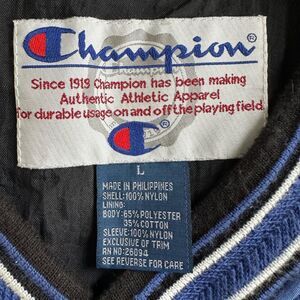 Champion®
Champion
Since 1919 Champion has been making
Authentic Athletic Apparel
for durable usage on and off the playing field.
L
MADE IN PHILIPPINES
SHELL:100% NYLON
LINING:
BODY:65% POLYESTER
35% COTTON
SLEEVE:100% NYLON
EXCLUSIVE OF TRIM
RN NO:26094
SEE REVERSE FOR CARE